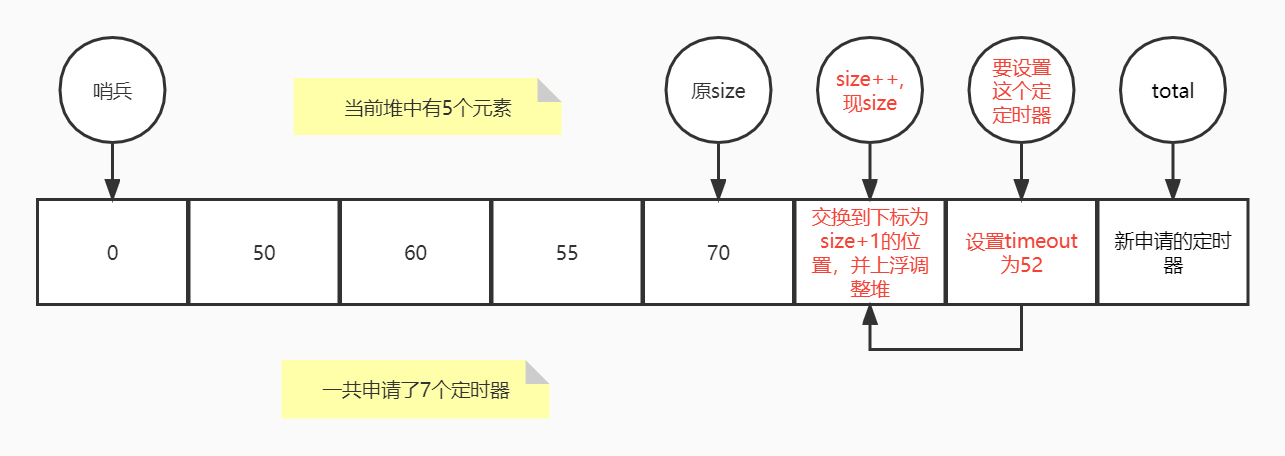 哨兵
当前堆中有5个元素
原size
size++,
现size
要设置
这个定
定时器
total
0
50
60
55
70
交换到下标为
size+1的位
置，并上浮调
整堆
设置timeout
为52
新申请的定时
器
一共申请了7个定时器